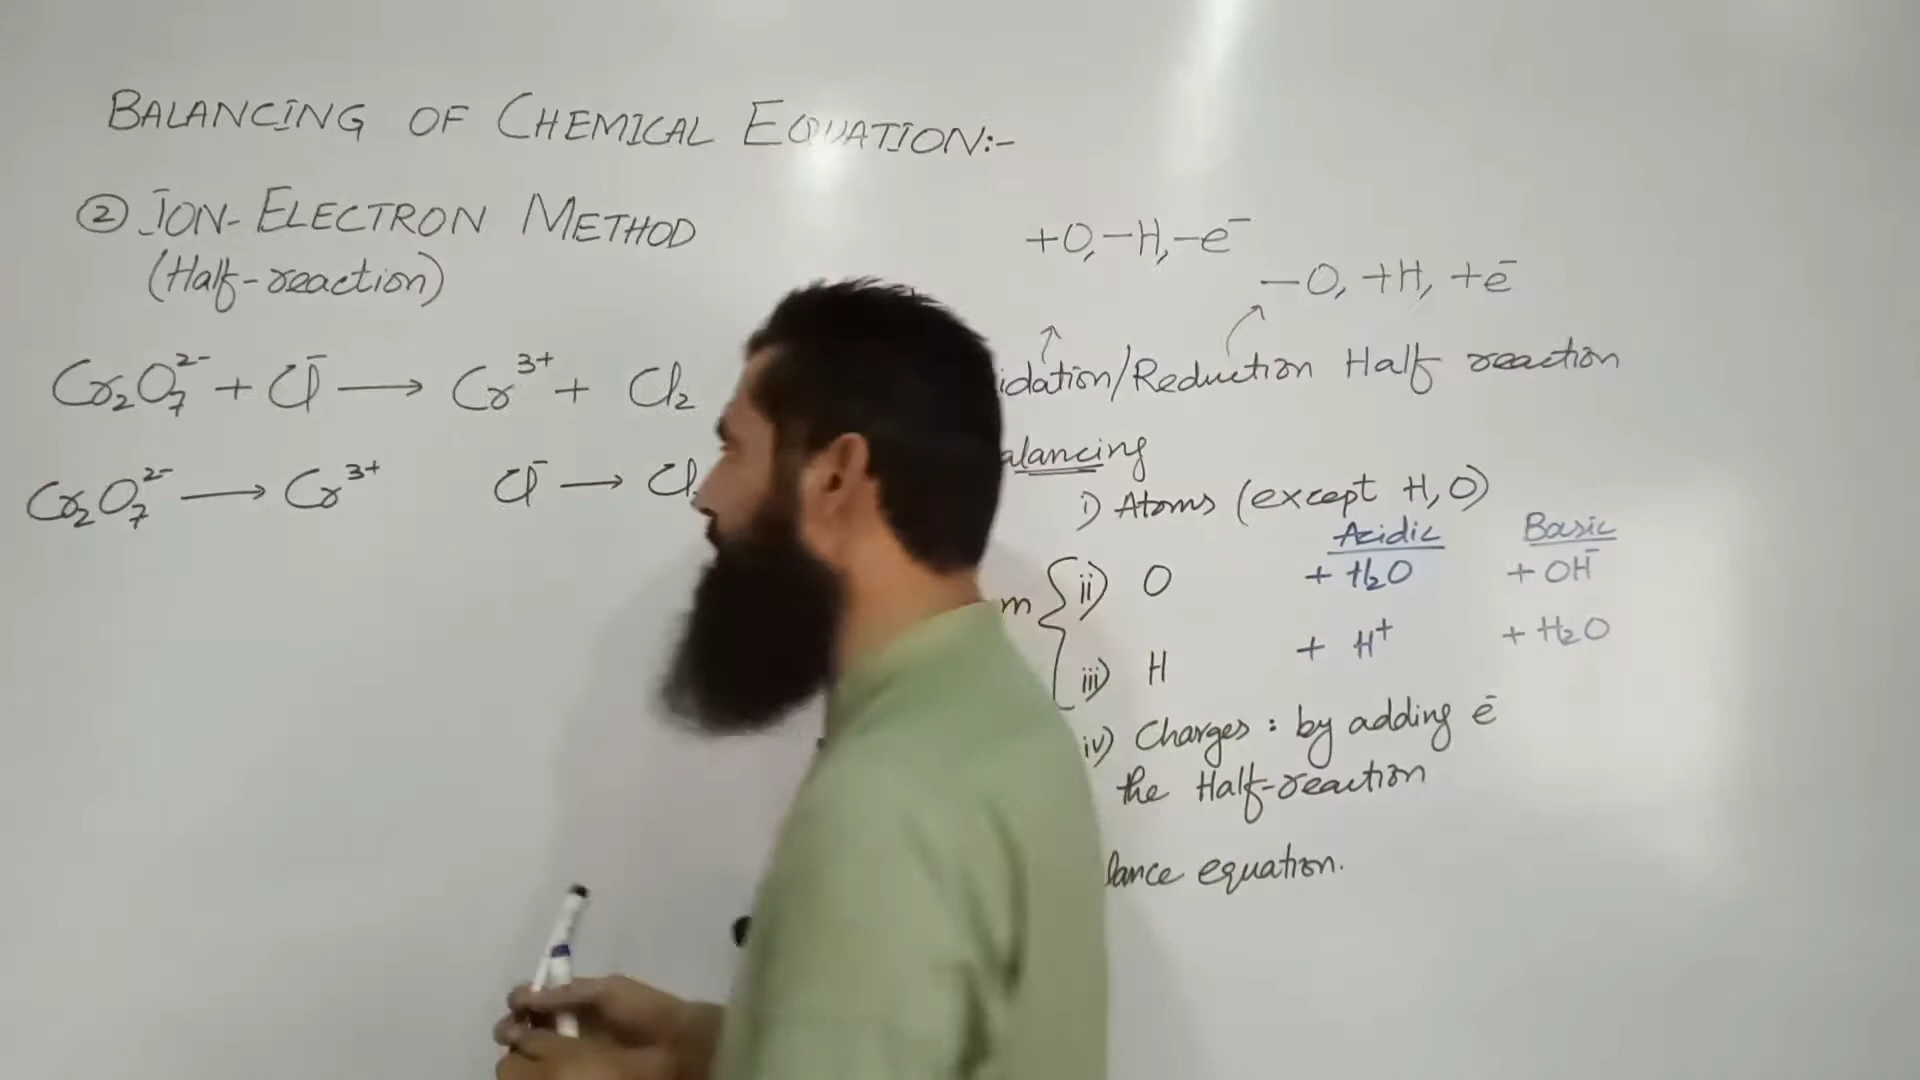 BALANCING OF CHEMICAL EQUATION:-
② ION-ELECTRON METHOD
(Half-reaction)
Cr₂O₇²⁻ + Cl⁻ ⟶ Cr³⁺ + Cl₂
Cr₂O₇²⁻ ⟶ Cr³⁺ Cl⁻ ⟶ Cl₂
+O, -H, -e⁻
-O, +H, +e⁻
idation/Reduction Half reaction
alancing
i) Atoms (except H, O)
Acidic Basic
ii) O + H₂O + OH⁻
iii) H + H⁺ + H₂O
iv) Charges: by adding e⁻
the Half-reaction
lance equation.